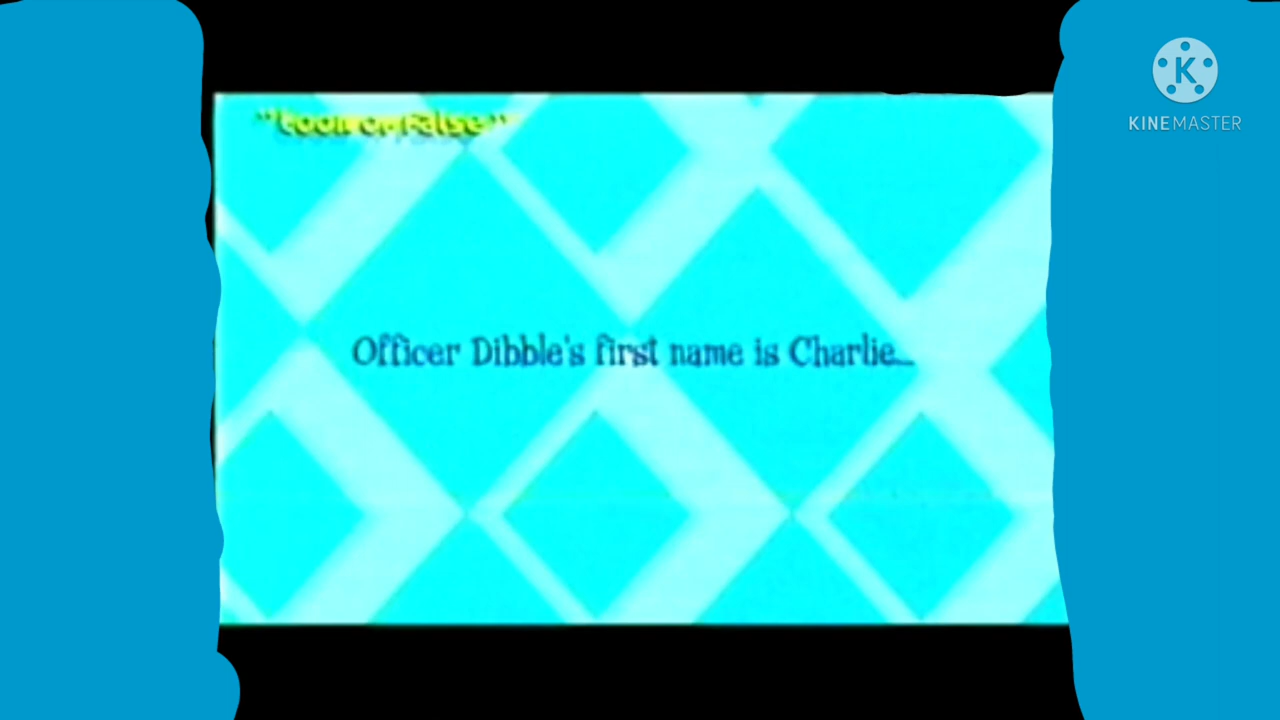 "Toon or False"
Officer Dibble's first name is Charlie...
K
KINEMASTER